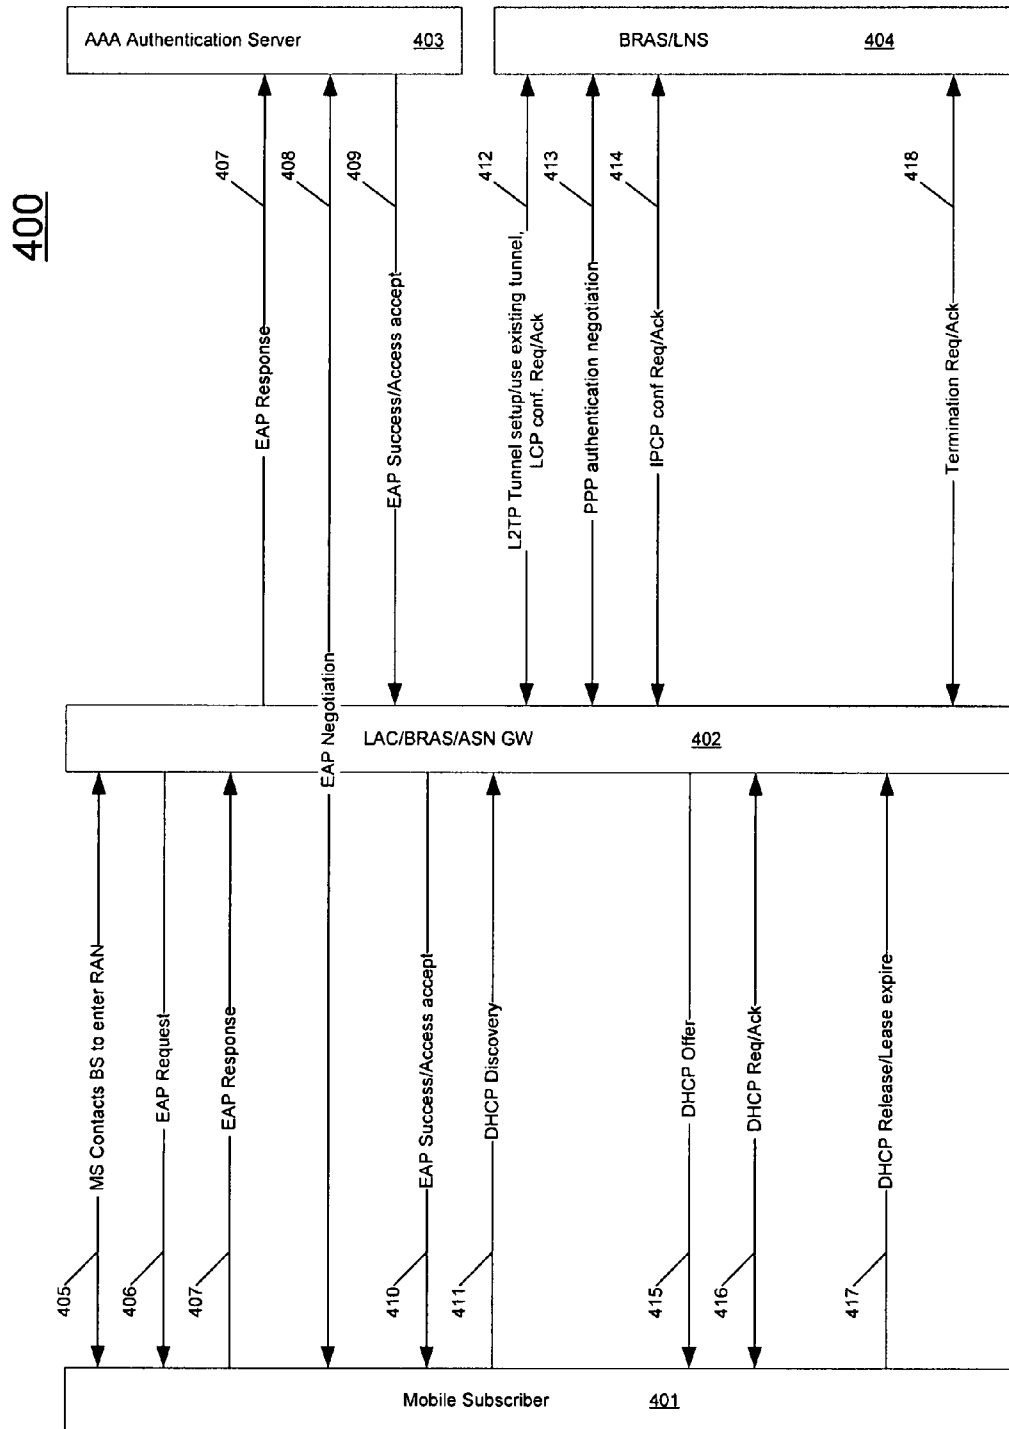 400
AAA Authentication Server 403
BRAS/LNS 404
407
408
409
412
413
414
418
EAP Response
EAP Success/Access accept
L2TP Tunnel setup/use existing tunnel,
LCP conf. Req/Ack
PPP authentication negotiation
IPCP conf Req/Ack
Termination Req/Ack
EAP Negotiation
LAC/BRAS/ASN GW 402
MS Contacts BS to enter RAN
EAP Request
EAP Response
EAP Success/Access accept
DHCP Discovery
DHCP Offer
DHCP Req/Ack
DHCP Release/Lease expire
405
406
407
410
411
415
416
417
Mobile Subscriber 401